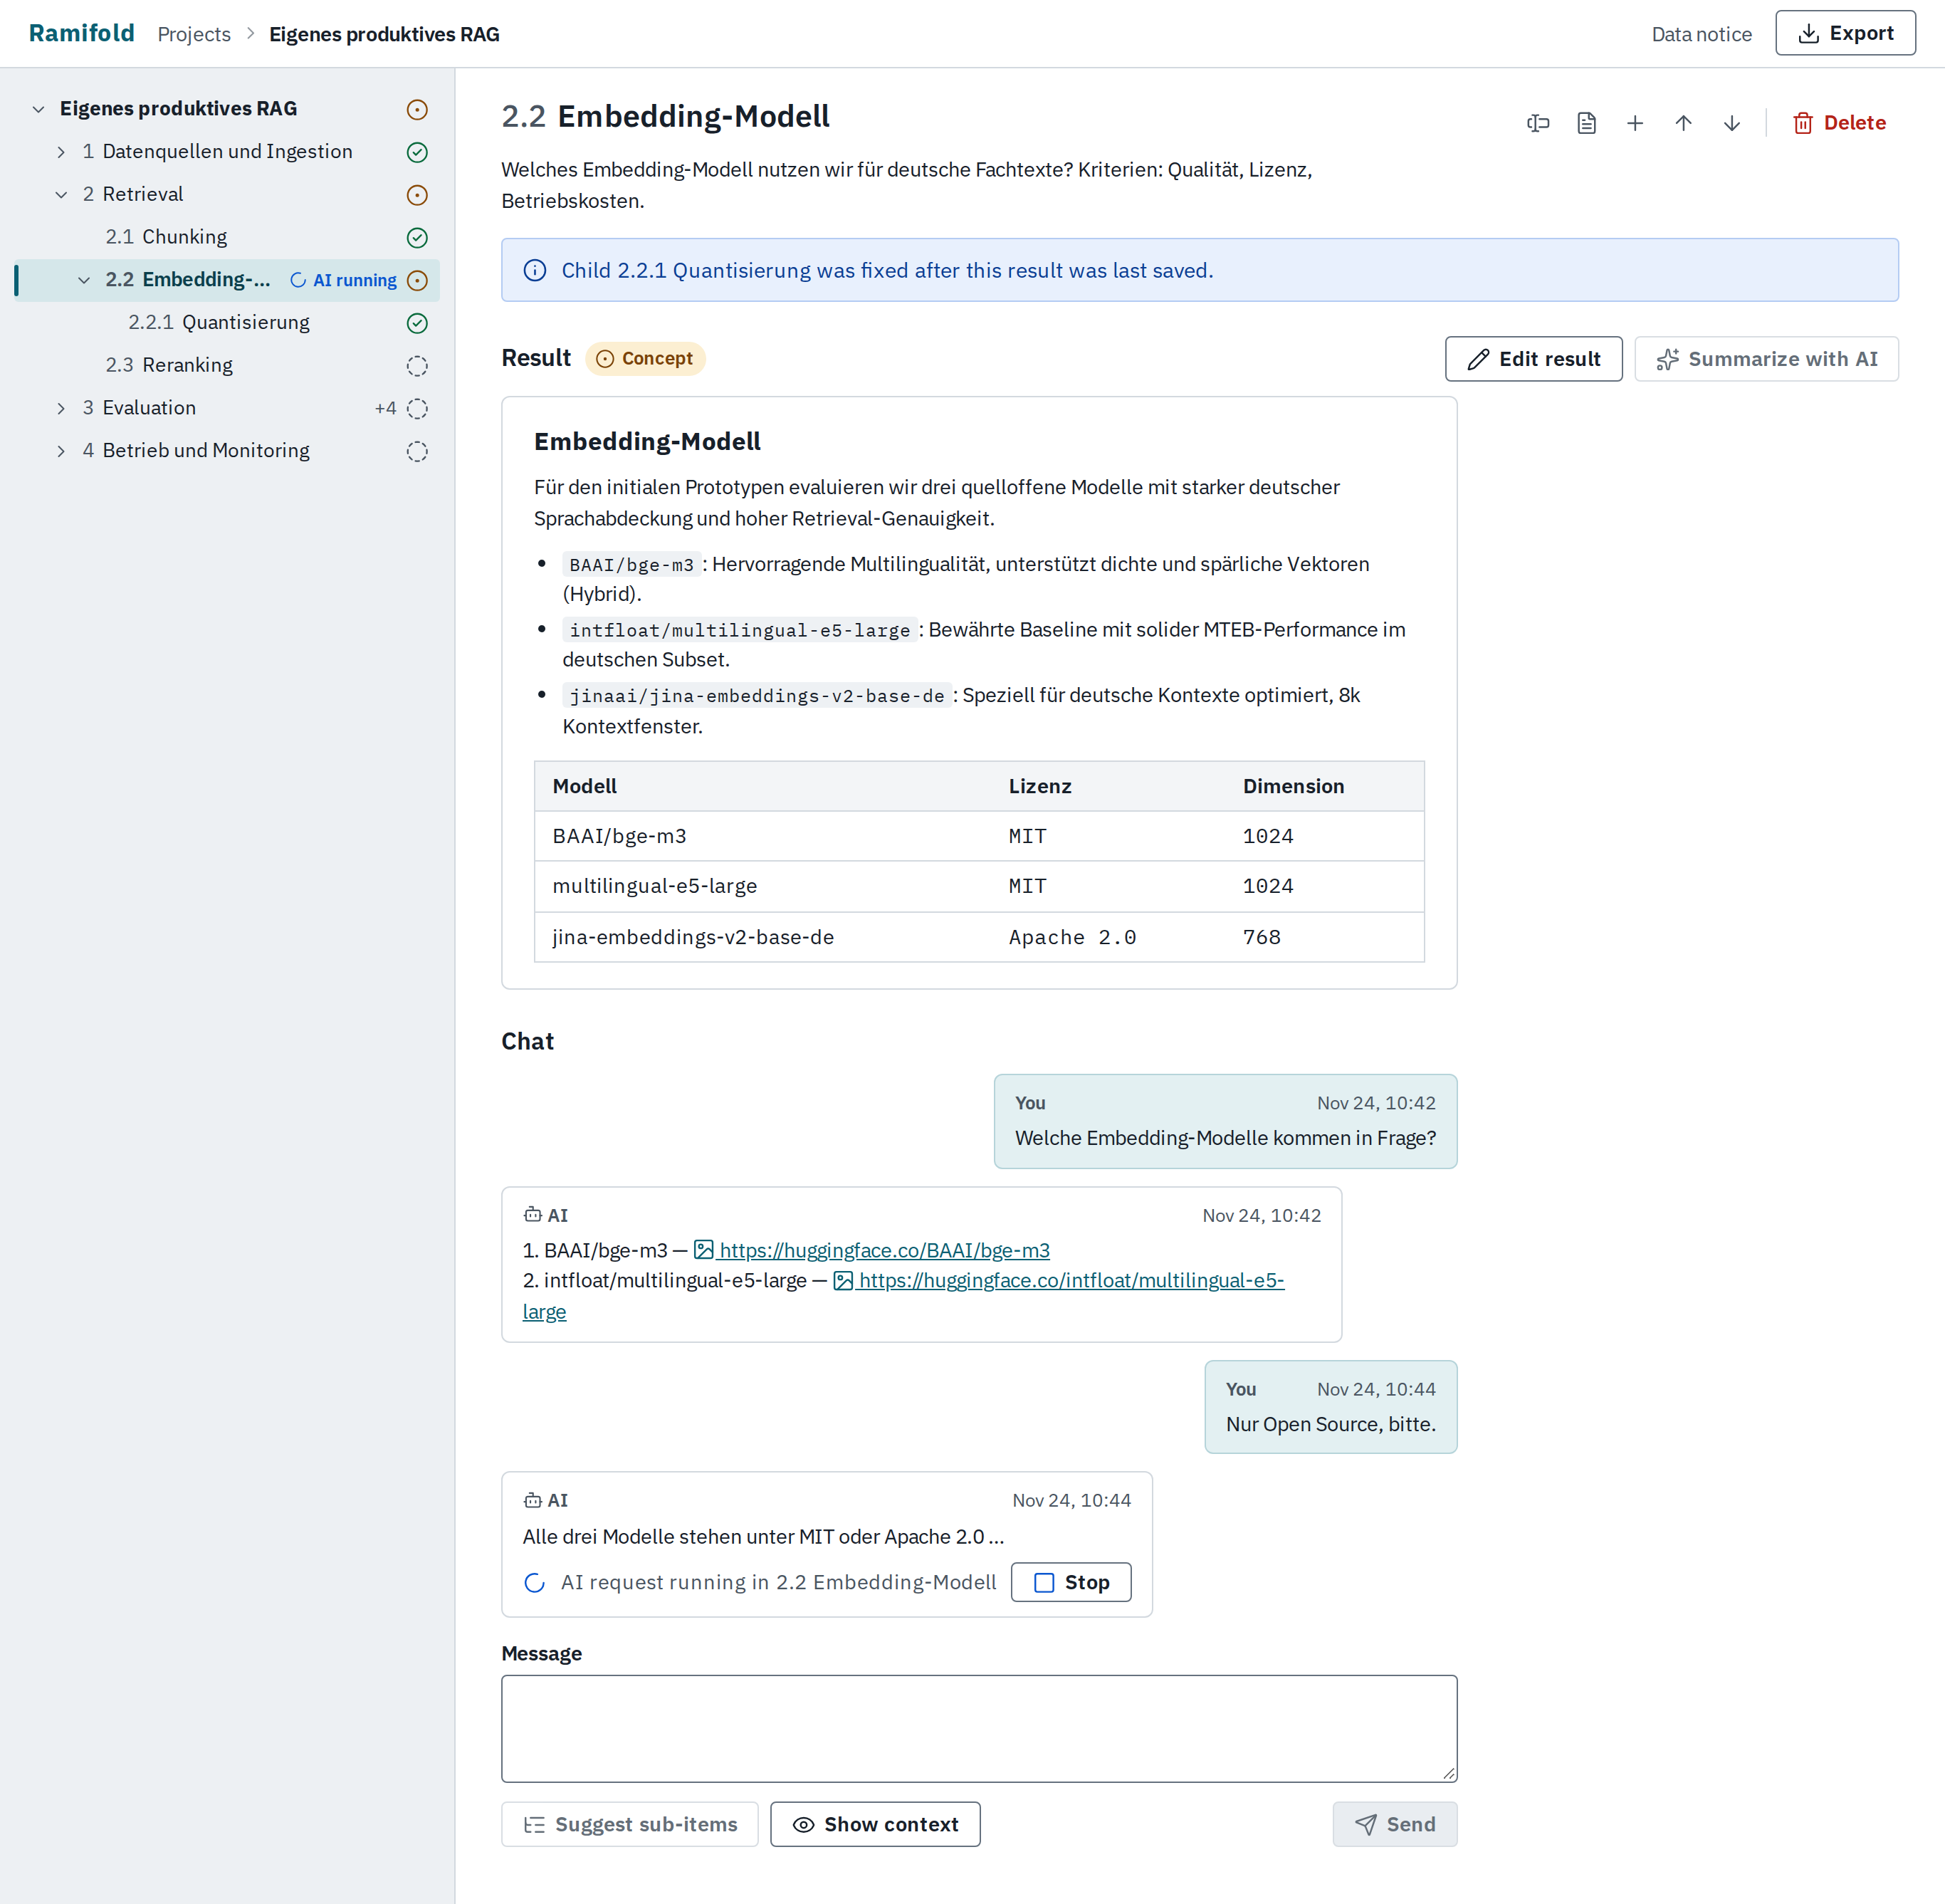 Ramifold
Projects
Eigenes produktives RAG
Data notice
Export
Eigenes produktives RAG
1 Datenquellen und Ingestion
2 Retrieval
2.1 Chunking
2.2 Embedding-... AI running
2.2.1 Quantisierung
2.3 Reranking
3 Evaluation +4
4 Betrieb und Monitoring
2.2 Embedding-Modell
Delete
Welches Embedding-Modell nutzen wir für deutsche Fachtexte? Kriterien: Qualität, Lizenz,
Betriebskosten.
Child 2.2.1 Quantisierung was fixed after this result was last saved.
Result
Concept
Edit result
Summarize with AI
Embedding-Modell
Für den initialen Prototypen evaluieren wir drei quelloffene Modelle mit starker deutscher
Sprachabdeckung und hoher Retrieval-Genauigkeit.
• BAAI/bge-m3: Hervorragende Multilingualität, unterstützt dichte und spärliche Vektoren
(Hybrid).
• intfloat/multilingual-e5-large: Bewährte Baseline mit solider MTEB-Performance im
deutschen Subset.
• jinaai/jina-embeddings-v2-base-de: Speziell für deutsche Kontexte optimiert, 8k
Kontextfenster.
Modell Lizenz Dimension
BAAI/bge-m3 MIT 1024
multilingual-e5-large MIT 1024
jina-embeddings-v2-base-de Apache 2.0 768
Chat
You Nov 24, 10:42
Welche Embedding-Modelle kommen in Frage?
AI Nov 24, 10:42
1. BAAI/bge-m3 — https://huggingface.co/BAAI/bge-m3
2. intfloat/multilingual-e5-large — https://huggingface.co/intfloat/multilingual-e5-
large
You Nov 24, 10:44
Nur Open Source, bitte.
AI Nov 24, 10:44
Alle drei Modelle stehen unter MIT oder Apache 2.0 ...
AI request running in 2.2 Embedding-Modell
Stop
Message
Suggest sub-items
Show context
Send